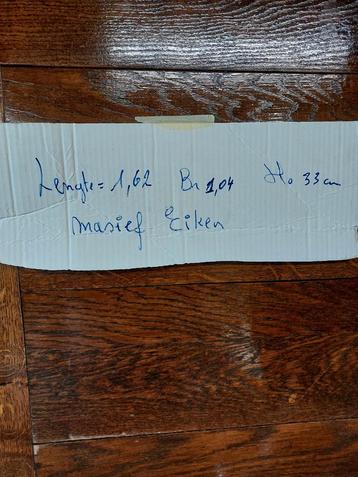 Lengte = 1,62 Br 1,04 Ho 33 cm
masief Eiken